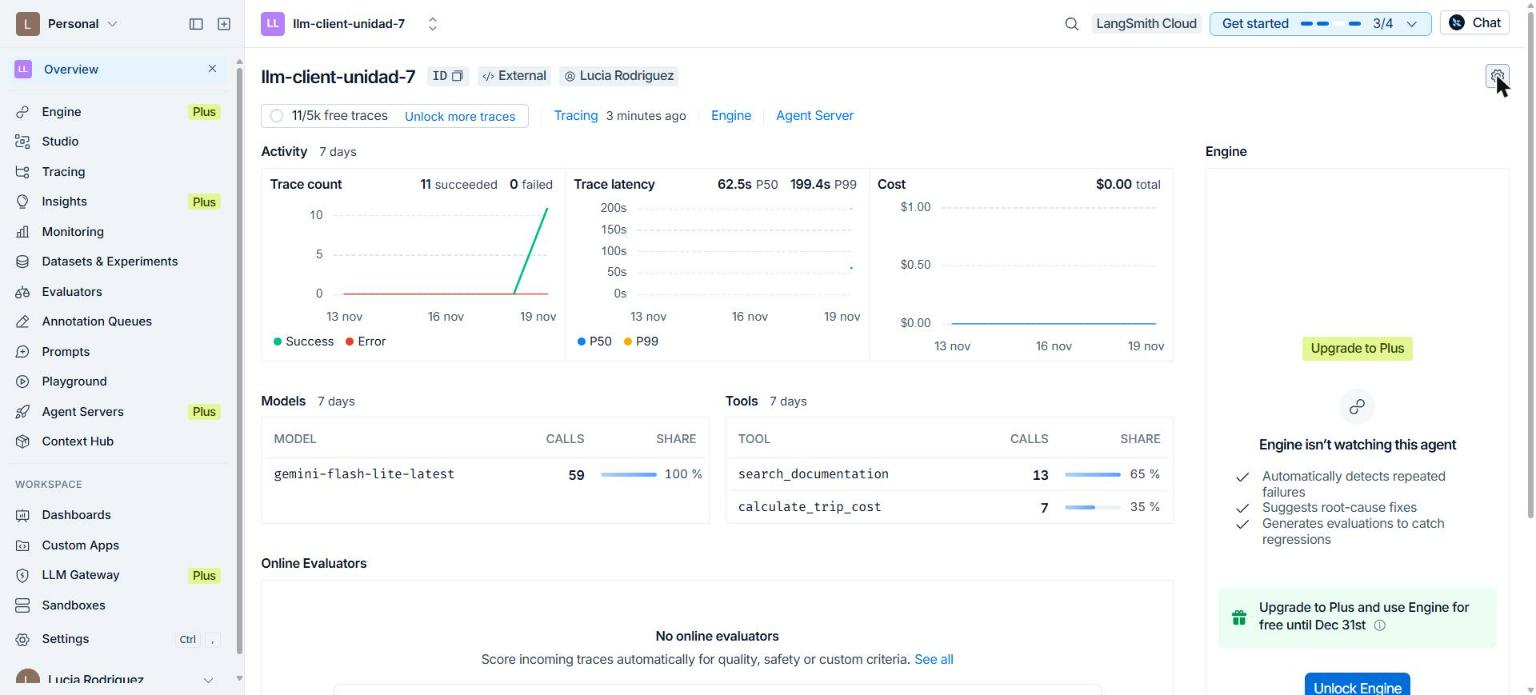 L Personal
LL Overview
Engine Plus
Studio
Tracing
Insights Plus
Monitoring
Datasets & Experiments
Evaluators
Annotation Queues
Prompts
Playground
Agent Servers Plus
Context Hub
WORKSPACE
Dashboards
Custom Apps
LLM Gateway Plus
Sandboxes
Settings Ctrl ,
Lucia Rodriguez
LL llm-client-unidad-7
LangSmith Cloud Get started 3/4 Chat
llm-client-unidad-7 ID External Lucia Rodriguez
11/5k free traces Unlock more traces Tracing 3 minutes ago Engine Agent Server
Activity 7 days
Trace count 11 succeeded 0 failed
10
5
0
13 nov 16 nov 19 nov
Success Error
Trace latency 62.5s P50 199.4s P99
200s
150s
100s
50s
0s
13 nov 16 nov 19 nov
P50 P99
Cost $0.00 total
$1.00
$0.50
$0.00
13 nov 16 nov 19 nov
Models 7 days
MODEL CALLS SHARE
gemini-flash-lite-latest 59 100 %
Tools 7 days
TOOL CALLS SHARE
search_documentation 13 65 %
calculate_trip_cost 7 35 %
Online Evaluators
No online evaluators
Score incoming traces automatically for quality, safety or custom criteria. See all
Engine
Upgrade to Plus
Engine isn't watching this agent
Automatically detects repeated
failures
Suggests root-cause fixes
Generates evaluations to catch
regressions
Upgrade to Plus and use Engine for
free until Dec 31st
Unlock Engine